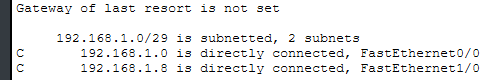 Gateway of last resort is not set
192.168.1.0/29 is subnetted, 2 subnets
C 192.168.1.0 is directly connected, FastEthernet0/0
C 192.168.1.8 is directly connected, FastEthernet1/0